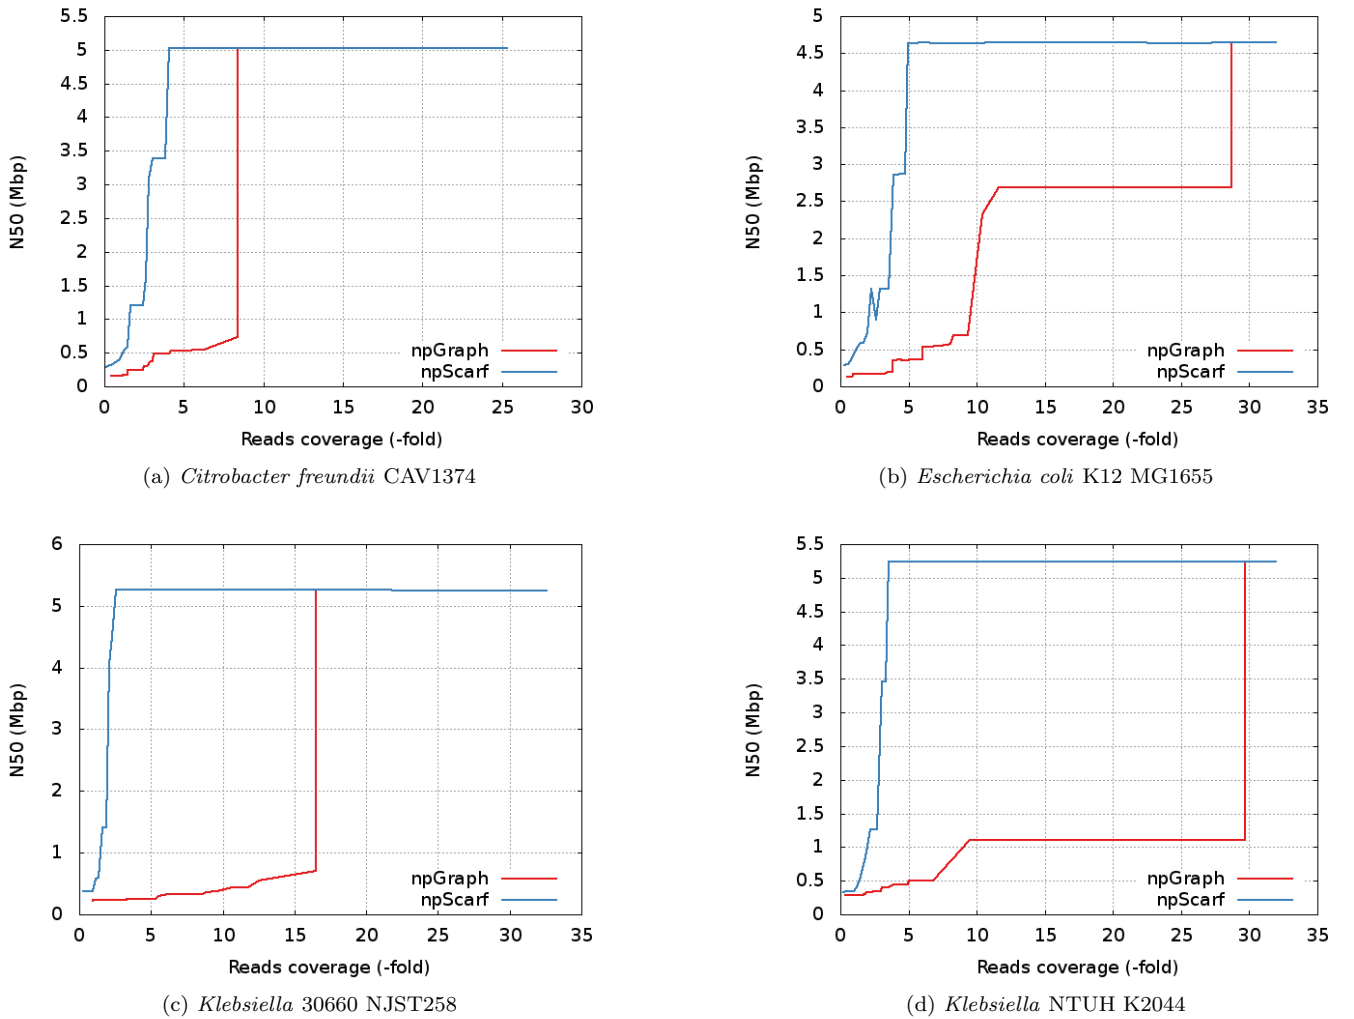 5.5
5
4.5
4
3.5
3
2.5
2
1.5
1
0.5
0
N50 (Mbp)
npGraph
npScarf
0 5 10 15 20 25 30
Reads coverage (-fold)
(a) Citrobacter freundii CAV1374
5
4.5
4
3.5
3
2.5
2
1.5
1
0.5
0
N50 (Mbp)
npGraph
npScarf
0 5 10 15 20 25 30 35
Reads coverage (-fold)
(b) Escherichia coli K12 MG1655
6
5
4
3
2
1
0
N50 (Mbp)
npGraph
npScarf
0 5 10 15 20 25 30 35
Reads coverage (-fold)
(c) Klebsiella 30660 NJST258
5.5
5
4.5
4
3.5
3
2.5
2
1.5
1
0.5
0
N50 (Mbp)
npGraph
npScarf
0 5 10 15 20 25 30 35
Reads coverage (-fold)
(d) Klebsiella NTUH K2044